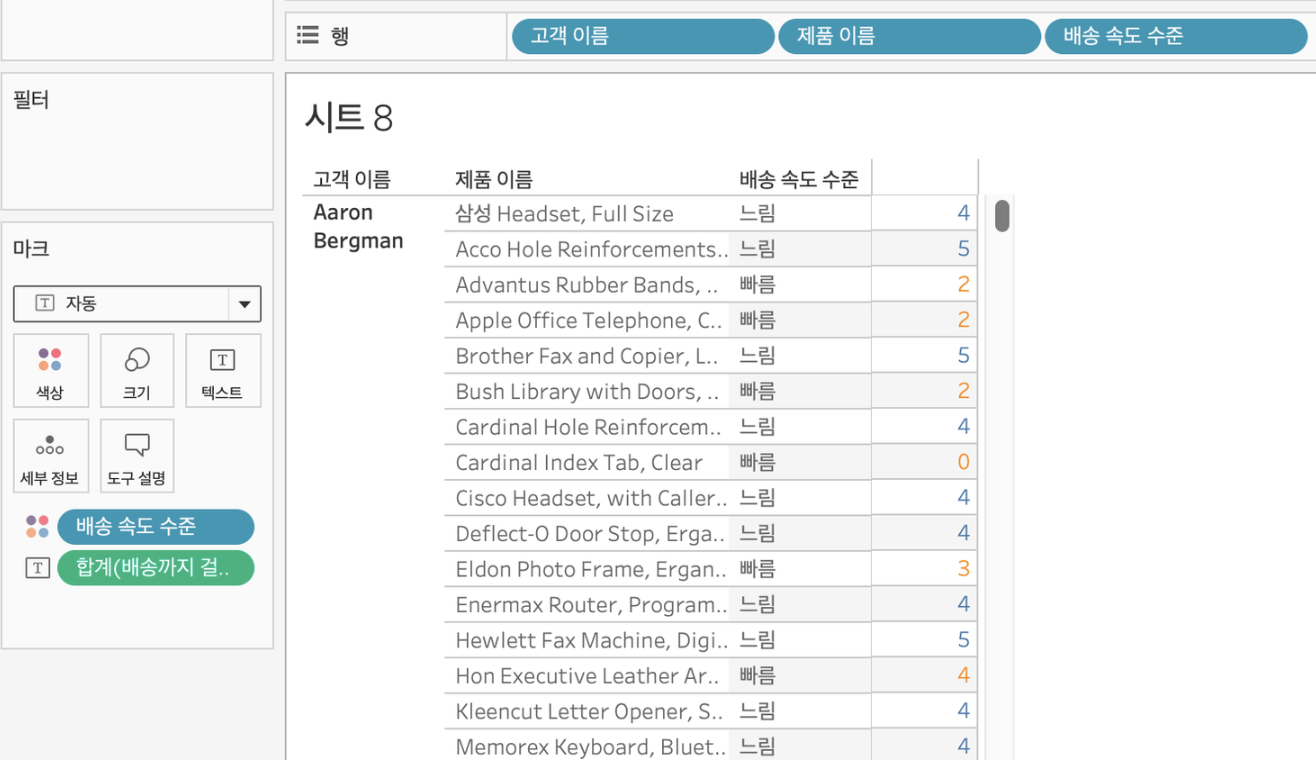 행 고객 이름 제품 이름 배송 속도 수준
필터
마크
자동
색상 크기 텍스트
세부 정보 도구 설명
배송 속도 수준
T 합계(배송까지 걸..
시트 8
고객 이름 제품 이름 배송 속도 수준
Aaron Bergman 삼성 Headset, Full Size 느림 4
Acco Hole Reinforcements.. 느림 5
Advantus Rubber Bands, .. 빠름 2
Apple Office Telephone, C.. 빠름 2
Brother Fax and Copier, L.. 느림 5
Bush Library with Doors, .. 빠름 2
Cardinal Hole Reinforcem.. 느림 4
Cardinal Index Tab, Clear 빠름 0
Cisco Headset, with Caller.. 느림 4
Deflect-O Door Stop, Erga.. 느림 4
Eldon Photo Frame, Ergan.. 빠름 3
Enermax Router, Program.. 느림 4
Hewlett Fax Machine, Digi.. 느림 5
Hon Executive Leather Ar.. 빠름 4
Kleencut Letter Opener, S.. 느림 4
Memorex Keyboard, Bluet.. 느림 4